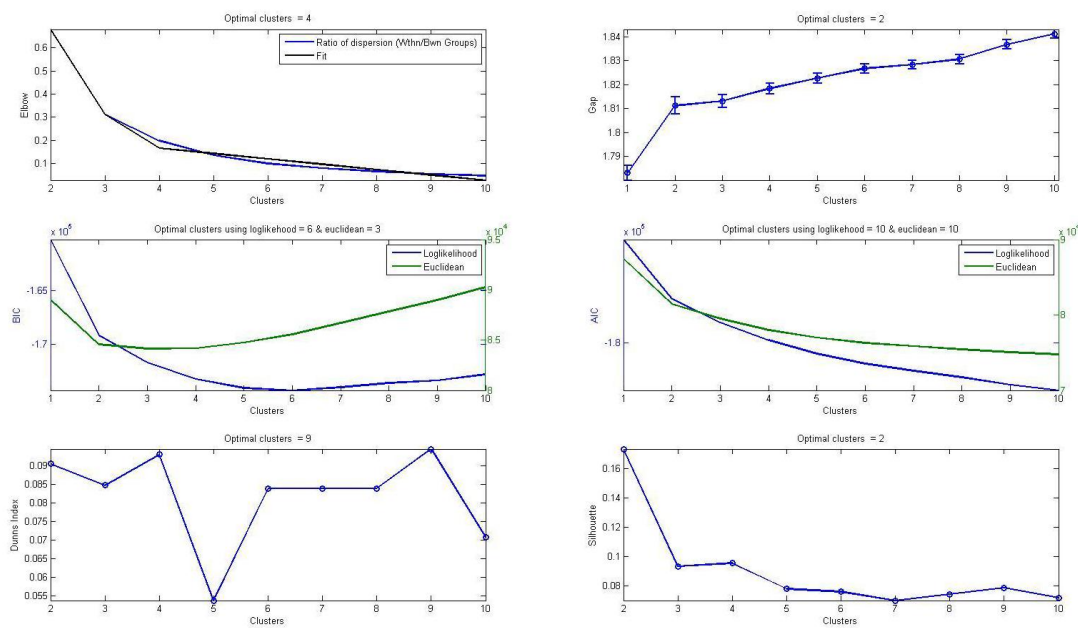 Optimal clusters = 4
Elbow
0.6
0.5
0.4
0.3
0.2
0.1
Ratio of dispersion (Wthn/Bwn Groups)
Fit
2 3 4 5 6 7 8 9 10
Clusters
Optimal clusters = 2
Gap
1.84
1.83
1.82
1.81
1.8
1.79
1 2 3 4 5 6 7 8 9 10
Clusters
Optimal clusters using loglikehood = 6 & euclidean = 3
x 10^5
x 10^4
BIC
-1.65
-1.7
Loglikelihood
Euclidean
9.5
9
8.5
8
1 2 3 4 5 6 7 8 9 10
Clusters
Optimal clusters using loglikehood = 10 & euclidean = 10
x 10^5
x 10^4
AIC
-1.8
Loglikelihood
Euclidean
9
8
7
1 2 3 4 5 6 7 8 9 10
Clusters
Optimal clusters = 9
Dunns Index
0.09
0.085
0.08
0.075
0.07
0.065
0.06
0.055
2 3 4 5 6 7 8 9 10
Clusters
Optimal clusters = 2
Silhouette
0.16
0.14
0.12
0.1
0.08
2 3 4 5 6 7 8 9 10
Clusters